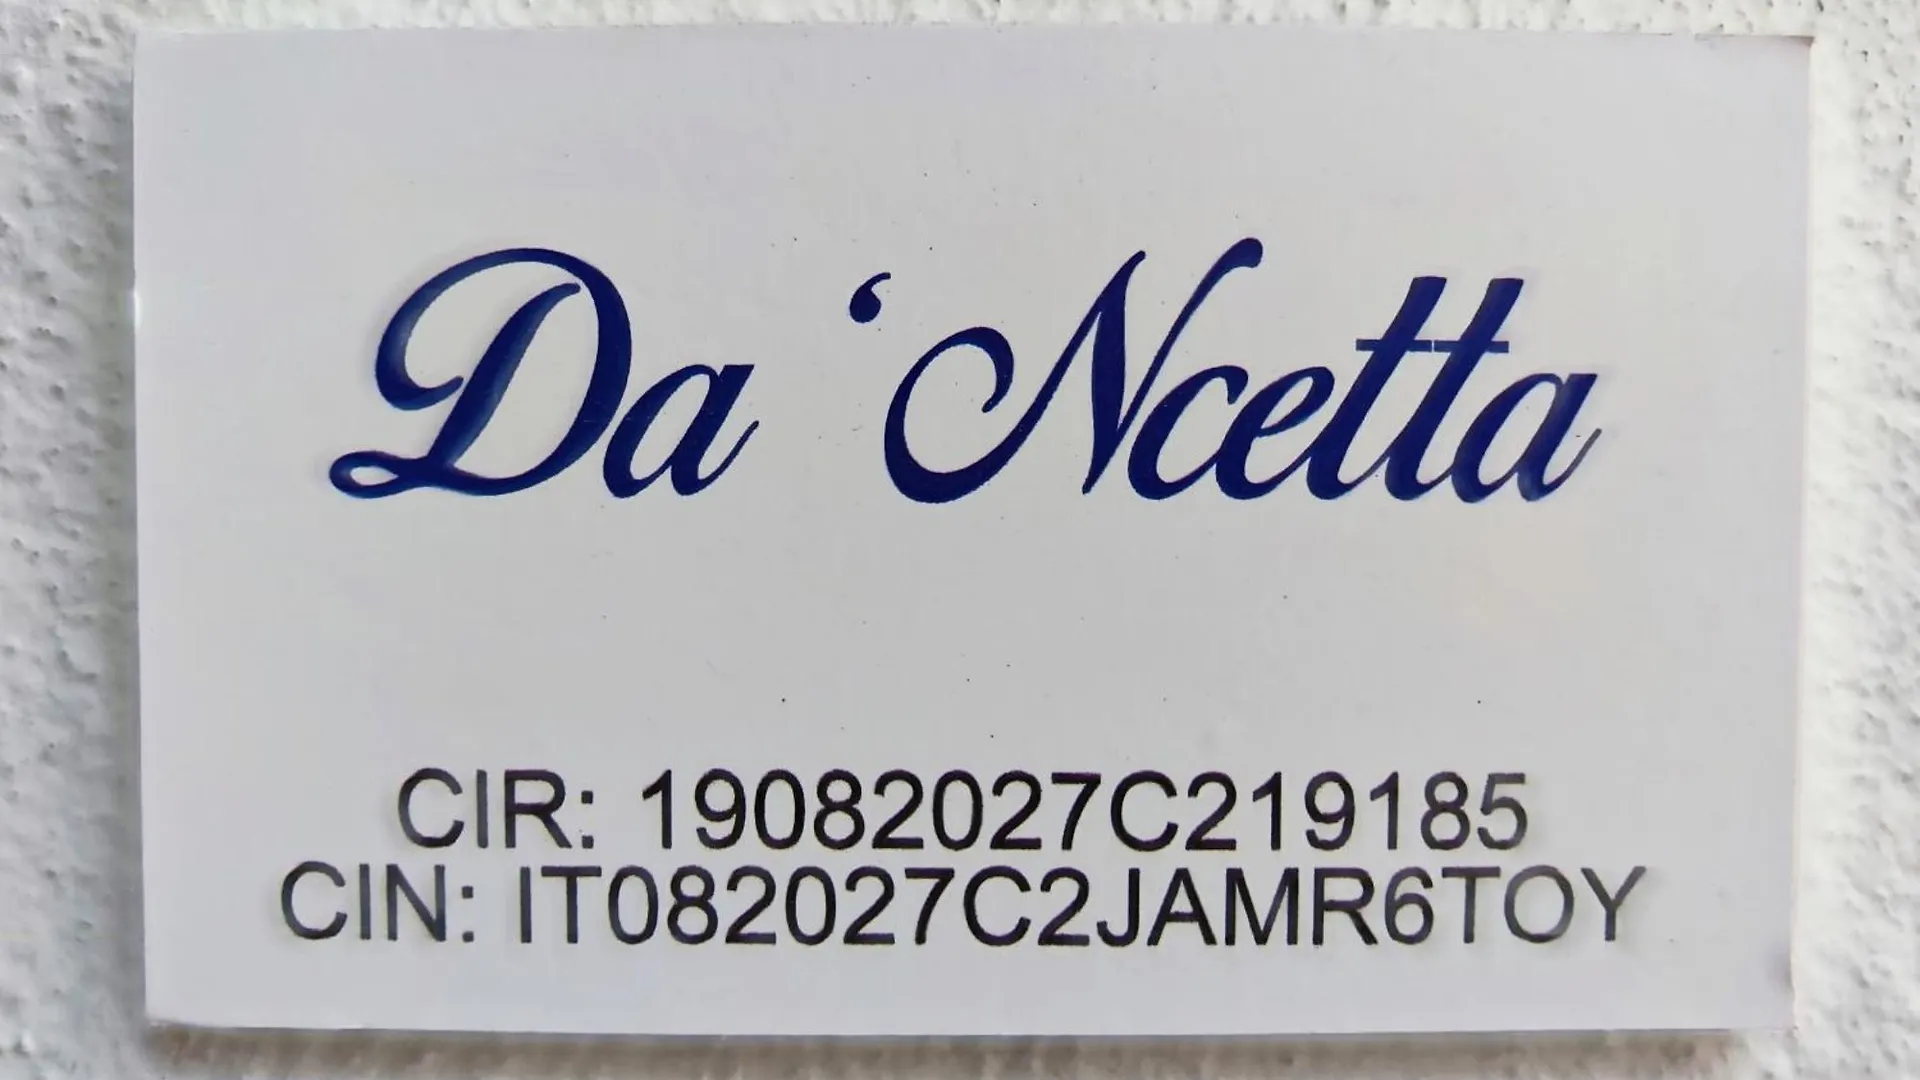 Da ‘Ncetta
CIR: 19082027C219185
CIN: IT082027C2JAMR6TOY